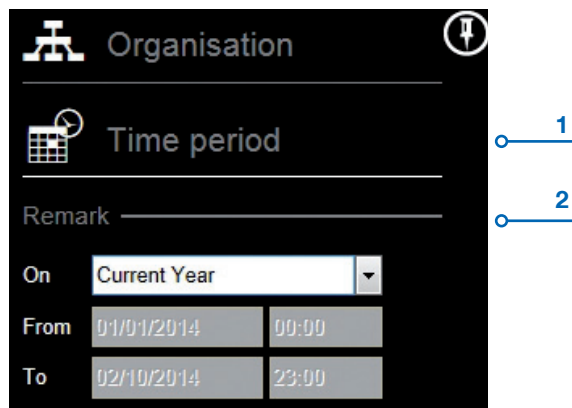 Organisation
Time period
1
Remark
2
On Current Year
From 01/01/2014 00:00
To 02/10/2014 23:00